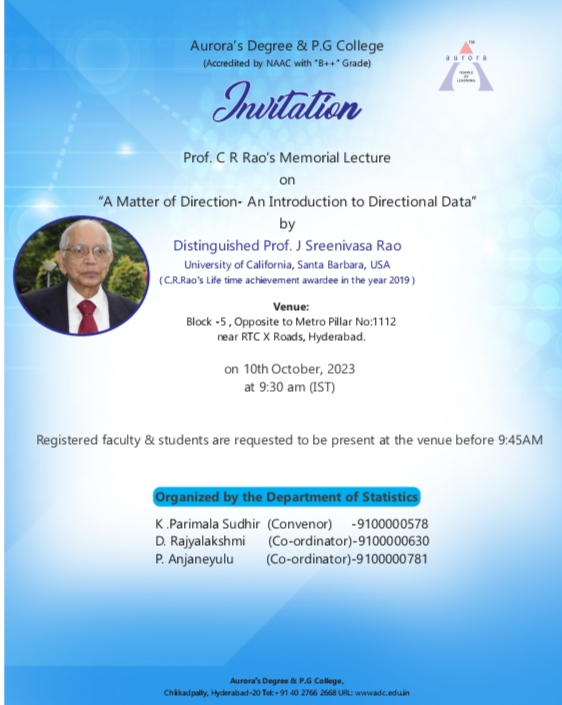 Aurora's Degree & P.G College
(Accredited by NAAC with "B++" Grade)
TM
aurora
TEMPLE
OF
LEARNING
Invitation
Prof. C R Rao's Memorial Lecture
on
"A Matter of Direction- An Introduction to Directional Data"
by
Distinguished Prof. J Sreenivasa Rao
University of California, Santa Barbara, USA
( C.R.Rao's Life time achievement awardee in the year 2019 )
Venue:
Block -5 , Opposite to Metro Pillar No:1112
near RTC X Roads, Hyderabad.
on 10th October, 2023
at 9:30 am (IST)
Registered faculty & students are requested to be present at the venue before 9:45AM
Organized by the Department of Statistics
K .Parimala Sudhir (Convenor) -9100000578
D. Rajyalakshmi (Co-ordinator)-9100000630
P. Anjaneyulu (Co-ordinator)-9100000781
Aurora's Degree & P.G College,
Chikkadpally, Hyderabad-20 Tel:+91 40 2766 2668 URL: www.adc.edu.in